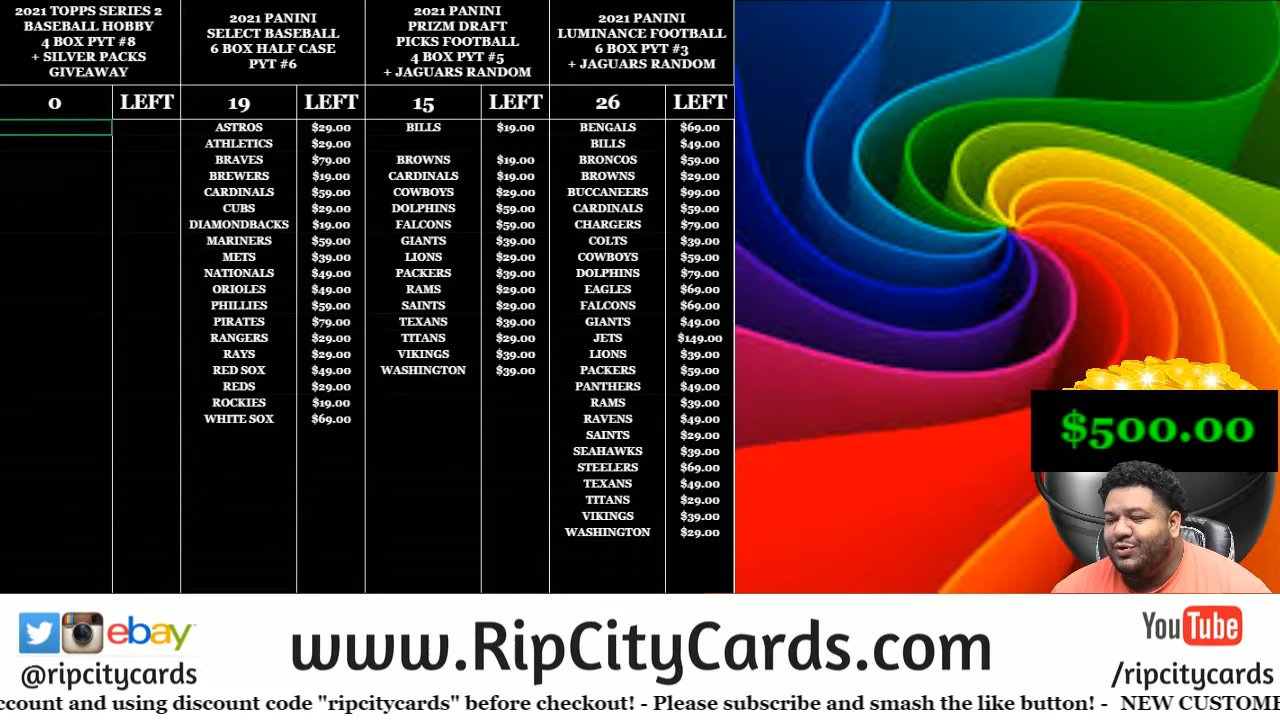 2021 TOPPS SERIES 2
BASEBALL HOBBY
4 BOX PYT #8
+ SILVER PACKS
GIVEAWAY
0 LEFT
2021 PANINI
SELECT BASEBALL
6 BOX HALF CASE
PYT #6
19 LEFT
ASTROS $29.00
ATHLETICS $29.00
BRAVES $79.00
BREWERS $19.00
CARDINALS $59.00
CUBS $29.00
DIAMONDBACKS $19.00
MARINERS $59.00
METS $39.00
NATIONALS $49.00
ORIOLES $49.00
PHILLIES $59.00
PIRATES $79.00
RANGERS $29.00
RAYS $29.00
RED SOX $49.00
REDS $29.00
ROCKIES $19.00
WHITE SOX $69.00
2021 PANINI
PRIZM DRAFT
PICKS FOOTBALL
4 BOX PYT #5
+ JAGUARS RANDOM
15 LEFT
BILLS $19.00
BROWNS $19.00
CARDINALS $19.00
COWBOYS $29.00
DOLPHINS $59.00
FALCONS $59.00
GIANTS $39.00
LIONS $29.00
PACKERS $39.00
RAMS $29.00
SAINTS $29.00
TEXANS $39.00
TITANS $29.00
VIKINGS $39.00
WASHINGTON $39.00
2021 PANINI
LUMINANCE FOOTBALL
6 BOX PYT #3
+ JAGUARS RANDOM
26 LEFT
BENGALS $69.00
BILLS $49.00
BRONCOS $59.00
BROWNS $29.00
BUCCANEERS $99.00
CARDINALS $59.00
CHARGERS $79.00
COLTS $39.00
COWBOYS $59.00
DOLPHINS $79.00
EAGLES $69.00
FALCONS $69.00
GIANTS $49.00
JETS $149.00
LIONS $39.00
PACKERS $59.00
PANTHERS $49.00
RAMS $39.00
RAVENS $49.00
SAINTS $29.00
SEAHAWKS $39.00
STEELERS $69.00
TEXANS $49.00
TITANS $29.00
VIKINGS $39.00
WASHINGTON $29.00
$500.00
ebay
@ripcitycards
www.RipCityCards.com
YouTube
/ripcitycards
ccount and using discount code "ripcitycards" before checkout! - Please subscribe and smash the like button! - NEW CUSTOME